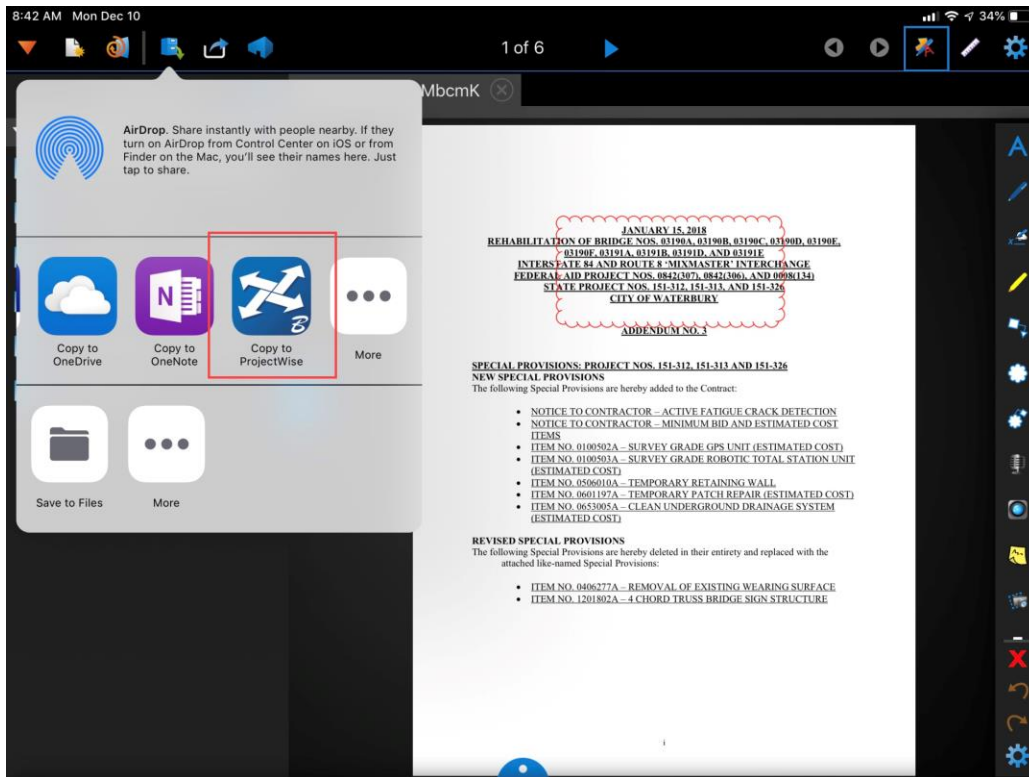 8:42 AM Mon Dec 10
34%
1 of 6
MbcmK
AirDrop. Share instantly with people nearby. If they
turn on AirDrop from Control Center on iOS or from
Finder on the Mac, you'll see their names here. Just
tap to share.
Copy to
OneDrive
N
Copy to
OneNote
B
Copy to
ProjectWise
More
Save to Files
More
JANUARY 15, 2018
REHABILITATION OF BRIDGE NOS. 03190A, 03190B, 03190C, 03190D, 03190E,
03190F, 03191A, 03191B, 03191D, AND 03191E
INTERSTATE 84 AND ROUTE 8 'MIXMASTER' INTERCHANGE
FEDERAL AID PROJECT NOS. 0842(307), 0842(306), AND 0098(134)
STATE PROJECT NOS. 151-312, 151-313, AND 151-326
CITY OF WATERBURY
ADDENDUM NO. 3
SPECIAL PROVISIONS: PROJECT NOS. 151-312, 151-313 AND 151-326
NEW SPECIAL PROVISIONS
The following Special Provisions are hereby added to the Contract:
• NOTICE TO CONTRACTOR – ACTIVE FATIGUE CRACK DETECTION
• NOTICE TO CONTRACTOR – MINIMUM BID AND ESTIMATED COST
ITEMS
• ITEM NO. 0100502A – SURVEY GRADE GPS UNIT (ESTIMATED COST)
• ITEM NO. 0100503A – SURVEY GRADE ROBOTIC TOTAL STATION UNIT
(ESTIMATED COST)
• ITEM NO. 0506010A – TEMPORARY RETAINING WALL
• ITEM NO. 0601197A – TEMPORARY PATCH REPAIR (ESTIMATED COST)
• ITEM NO. 0653005A – CLEAN UNDERGROUND DRAINAGE SYSTEM
(ESTIMATED COST)
REVISED SPECIAL PROVISIONS
The following Special Provisions are hereby deleted in their entirety and replaced with the
attached like-named Special Provisions:
• ITEM NO. 0406277A – REMOVAL OF EXISTING WEARING SURFACE
• ITEM NO. 1201802A – 4 CHORD TRUSS BRIDGE SIGN STRUCTURE
i
A